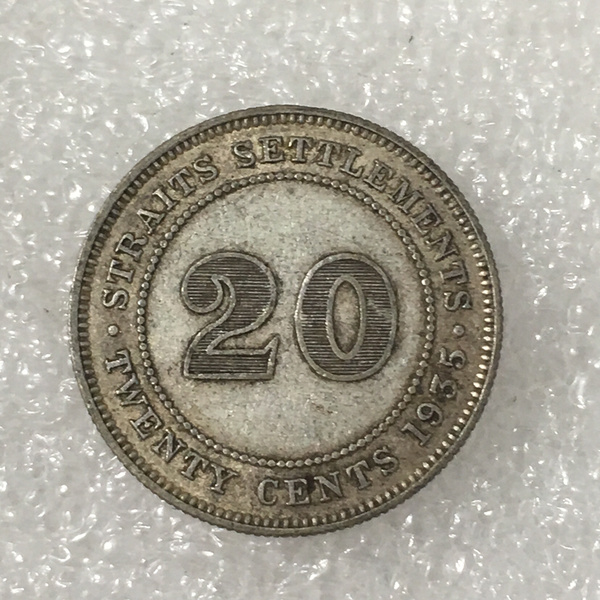 · STRAITS SETTLEMENTS ·
20
TWENTY CENTS 1935